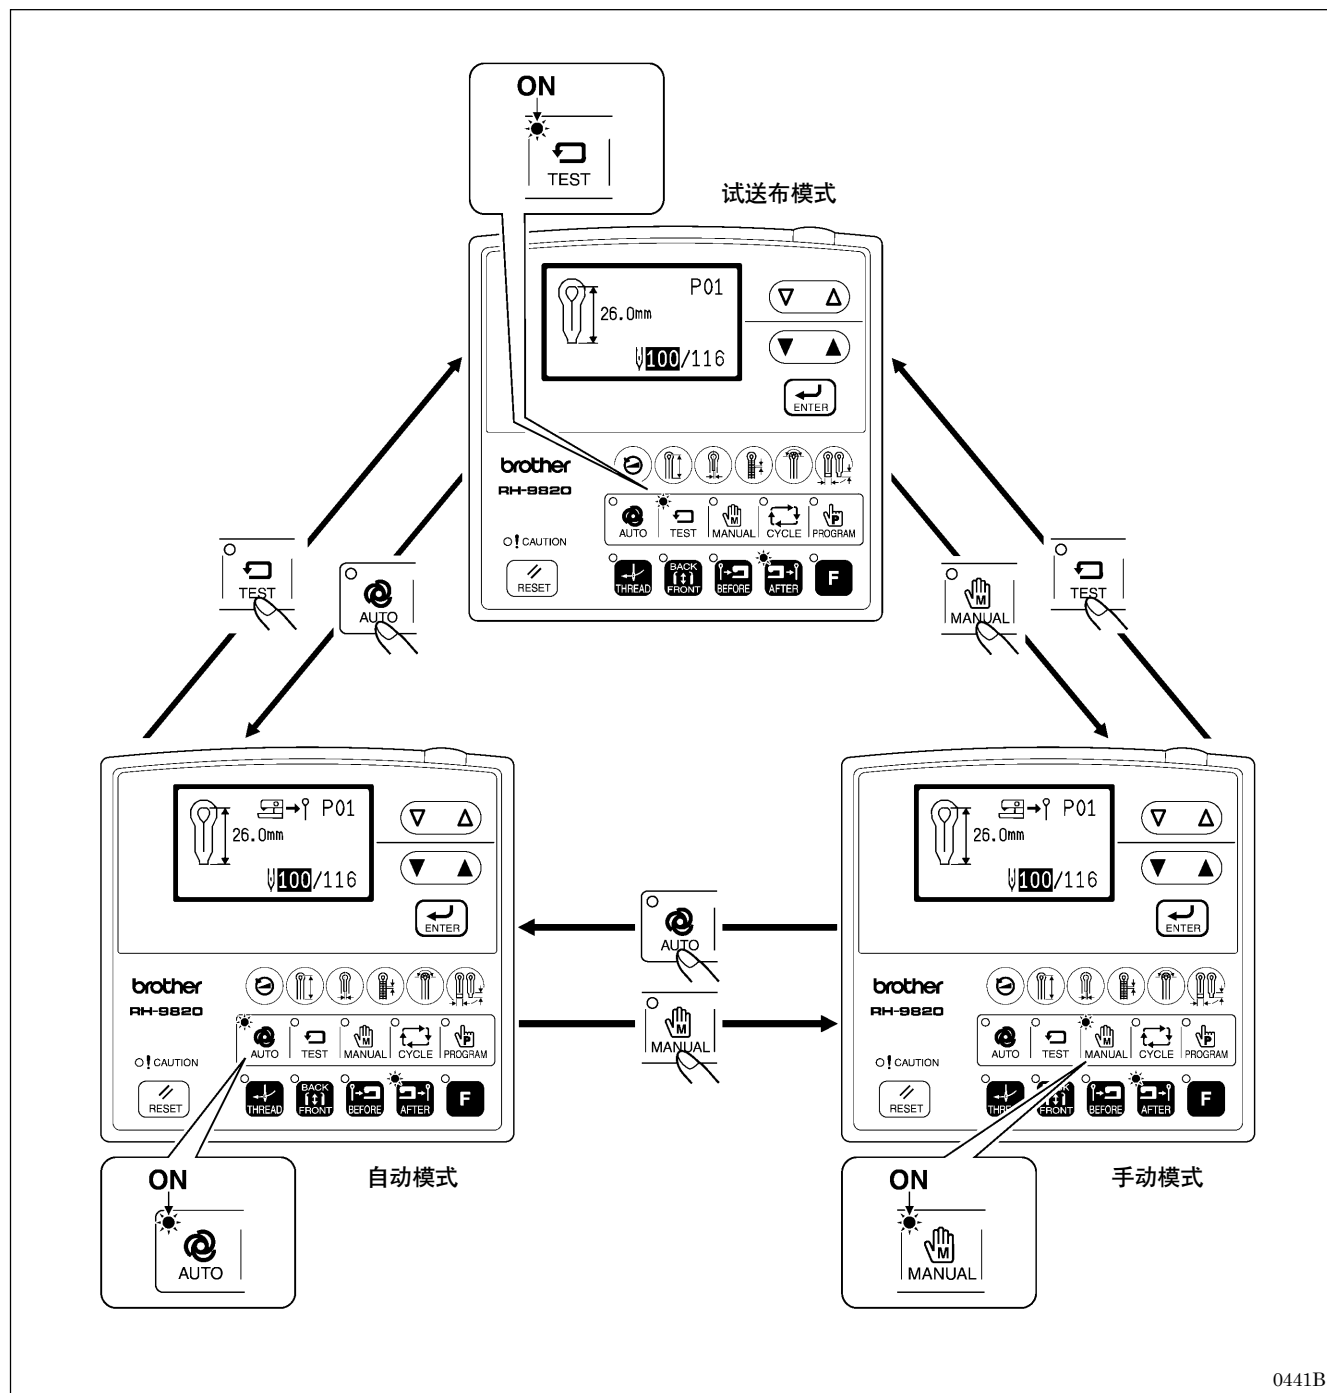 ON
TEST
试送布模式
P01
26.0mm
100/116
ENTER
brother
RH-9820
AUTO
TEST
MANUAL
CYCLE
PROGRAM
! CAUTION
RESET
THREAD
BACK
FRONT
BEFORE
AFTER
F
TEST
AUTO
MANUAL
TEST
P01
26.0mm
100/116
ENTER
brother
RH-9820
AUTO
TEST
MANUAL
CYCLE
PROGRAM
! CAUTION
RESET
THREAD
BACK
FRONT
BEFORE
AFTER
F
AUTO
MANUAL
P01
26.0mm
100/116
ENTER
brother
RH-9820
AUTO
TEST
MANUAL
CYCLE
PROGRAM
! CAUTION
RESET
FRONT
BEFORE
AFTER
F
自动模式
ON
AUTO
手动模式
ON
MANUAL
0441B